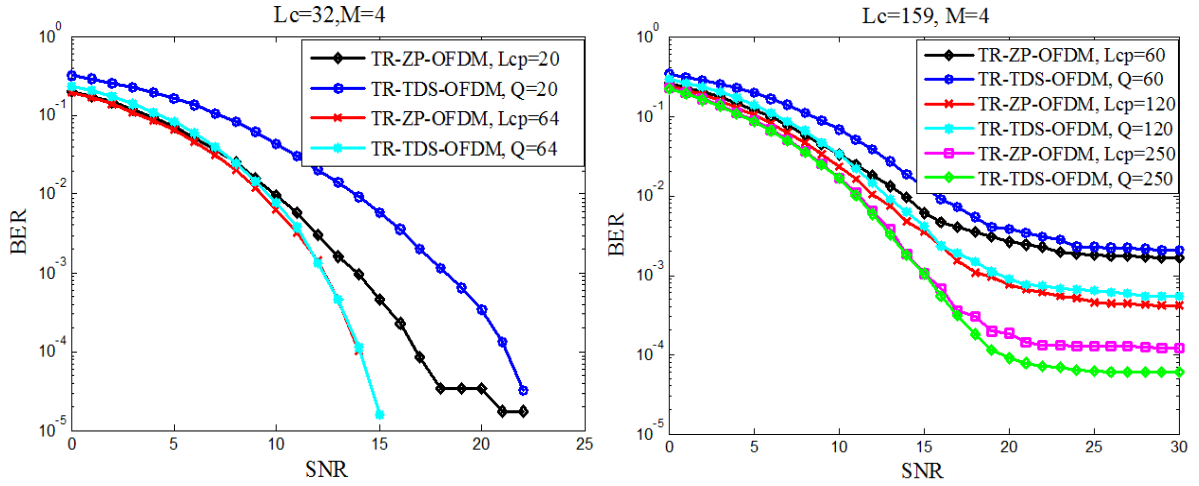 Lc=32,M=4
10^0
10^-1
10^-2
10^-3
10^-4
10^-5
BER
0
5
10
15
20
25
SNR
TR-ZP-OFDM, Lcp=20
TR-TDS-OFDM, Q=20
TR-ZP-OFDM, Lcp=64
TR-TDS-OFDM, Q=64
Lc=159, M=4
10^0
10^-1
10^-2
10^-3
10^-4
10^-5
BER
0
5
10
15
20
25
30
SNR
TR-ZP-OFDM, Lcp=60
TR-TDS-OFDM, Q=60
TR-ZP-OFDM, Lcp=120
TR-TDS-OFDM, Q=120
TR-ZP-OFDM, Lcp=250
TR-TDS-OFDM, Q=250